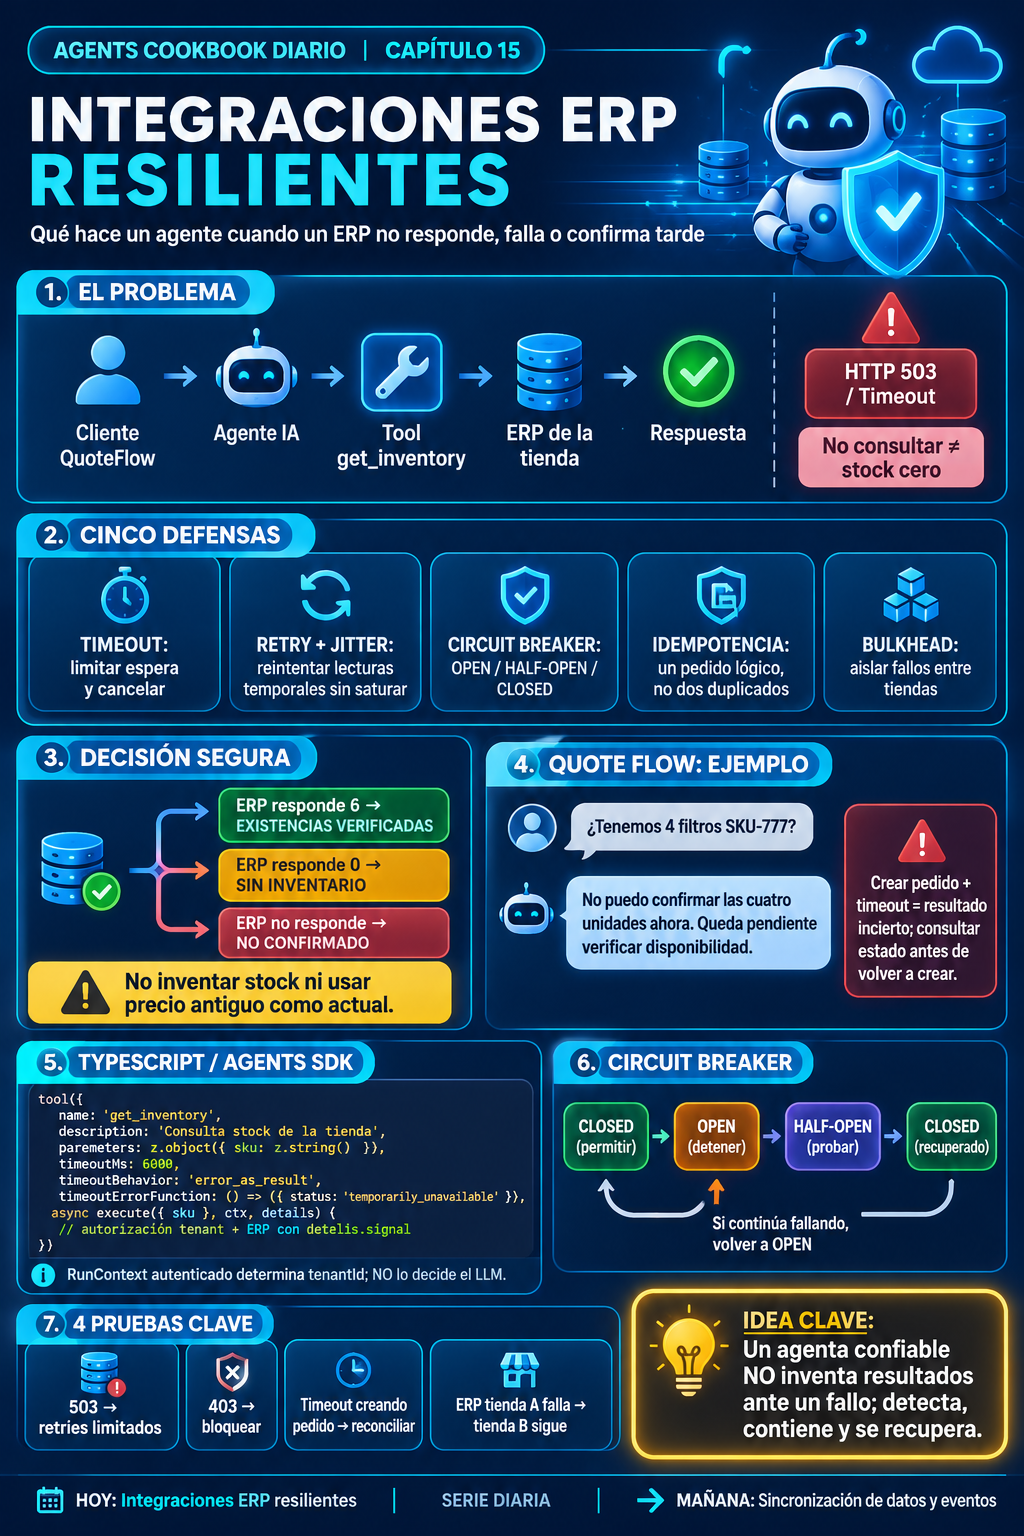 AGENTS COOKBOOK DIARIO | CAPÍTULO 15
INTEGRACIONES ERP
RESILIENTES
Qué hace un agente cuando un ERP no responde, falla o confirma tarde
1. EL PROBLEMA
Cliente
QuoteFlow
Agente IA
Tool
get_inventory
ERP de la
tienda
Respuesta
HTTP 503
/ Timeout
No consultar ≠
stock cero
2. CINCO DEFENSAS
TIMEOUT:
limitar espera
y cancelar
RETRY + JITTER:
reintentar lecturas
temporales sin saturar
CIRCUIT BREAKER:
OPEN / HALF-OPEN /
CLOSED
IDEMPOTENCIA:
un pedido lógico,
no dos duplicados
BULKHEAD:
aislar fallos entre
tiendas
3. DECISIÓN SEGURA
ERP responde 6 →
EXISTENCIAS VERIFICADAS
ERP responde 0 →
SIN INVENTARIO
ERP no responde →
NO CONFIRMADO
No inventar stock ni usar
precio antiguo como actual.
4. QUOTE FLOW: EJEMPLO
¿Tenemos 4 filtros SKU-777?
No puedo confirmar las cuatro
unidades ahora. Queda pendiente
verificar disponibilidad.
Crear pedido +
timeout = resultado
incierto; consultar
estado antes de
volver a crear.
5. TYPESCRIPT / AGENTS SDK
tool({
name: 'get_inventory',
description: 'Consulta stock de la tienda',
paremeters: z.oboct({ sku: z.string() }),
timeoutMs: 6000,
timeoutBehavior: 'error_as_result',
timeoutErrorFunction: () => ({ status: 'temporarily_unavailable' }),
async execute({ sku }, ctx, detalls) {
// autorización tenant + ERP con detelis.signal
})
RunContext autenticado determina tenantId; NO lo decide el LLM.
6. CIRCUIT BREAKER
CLOSED
(permitir)
OPEN
(detener)
HALF-OPEN
(probar)
CLOSED
(recuperado)
Si continúa fallando,
volver a OPEN
7. 4 PRUEBAS CLAVE
503 →
retries limitados
403 →
bloquear
Timeout creando
pedido → reconciliar
ERP tienda A falla →
tienda B sigue
IDEA CLAVE:
Un agente confiable
NO inventa resultados
ante un fallo; detecta,
contiene y se recupera.
HOY: Integraciones ERP resilientes | SERIE DIARIA | → MAÑANA: Sincronización de datos y eventos